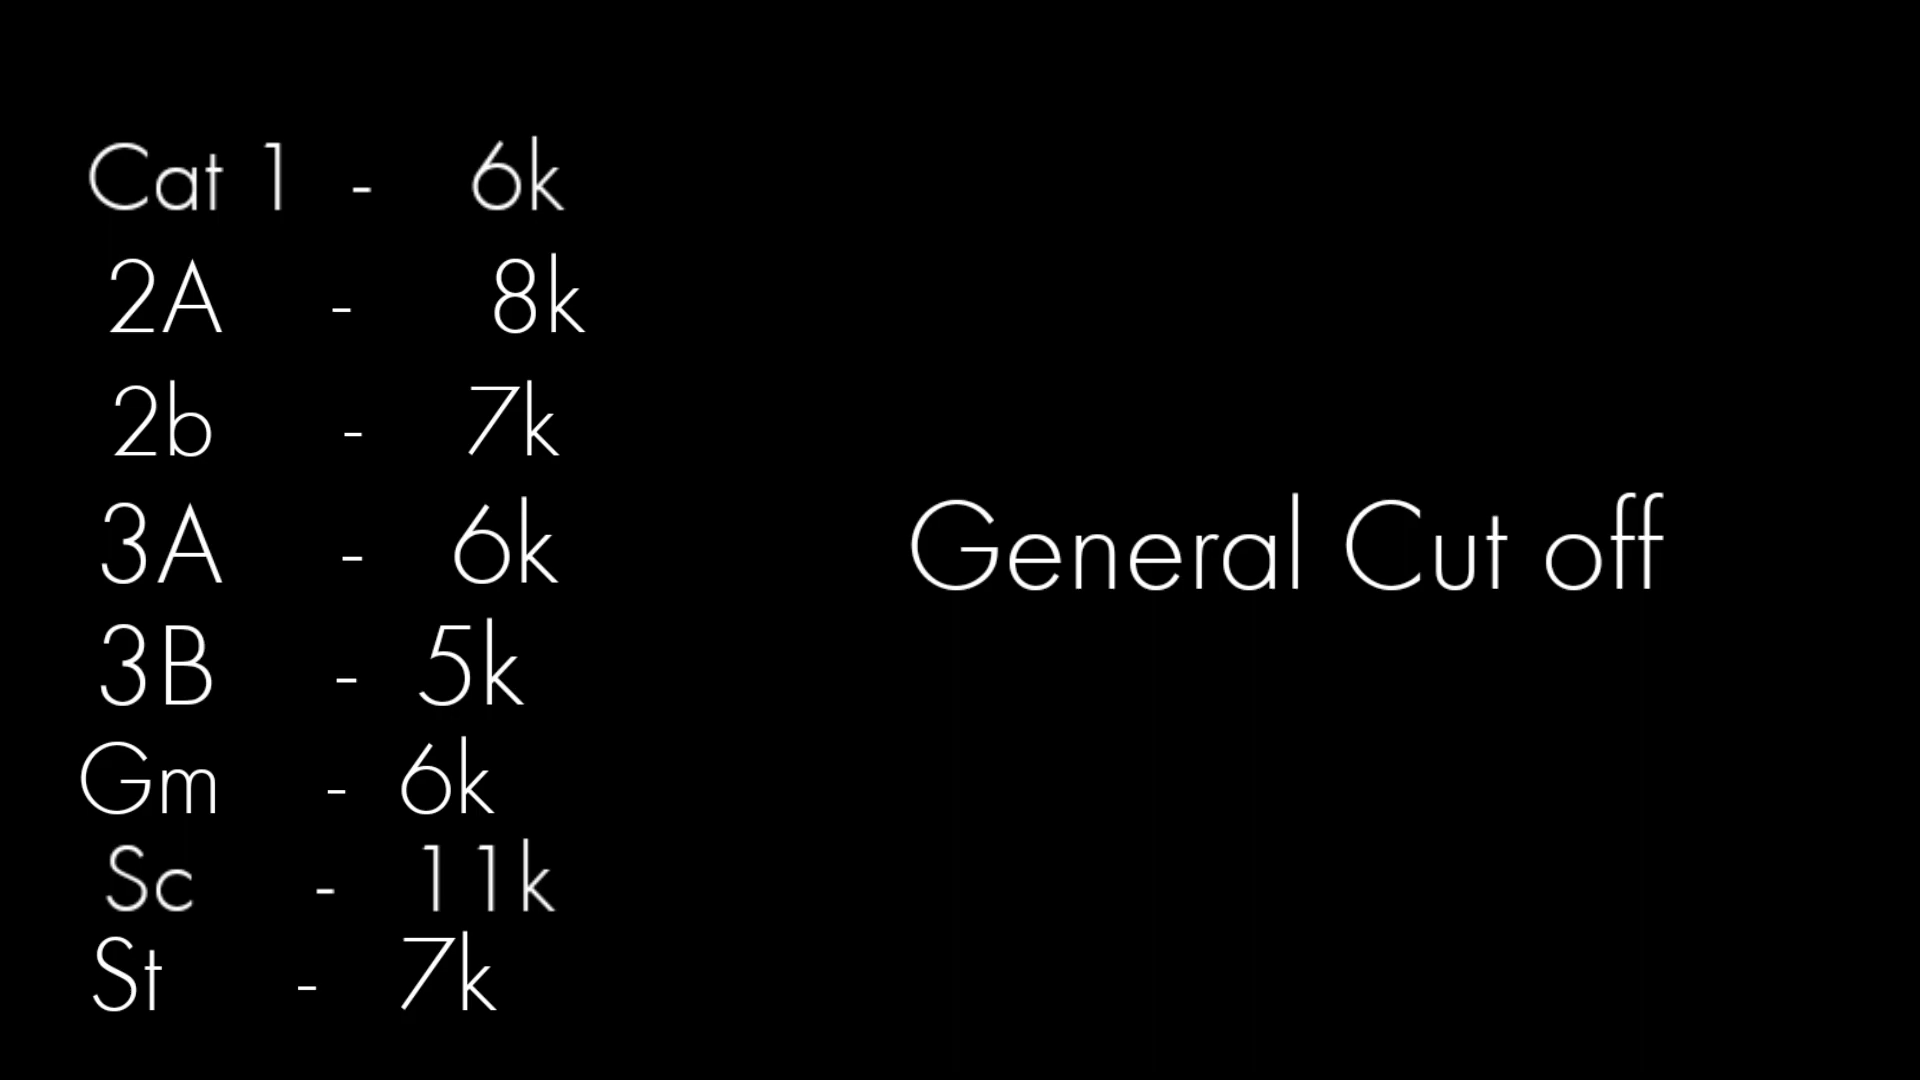 Cat 1 - 6k
2A - 8k
2b - 7k
3A - 6k
3B - 5k
Gm - 6k
Sc - 11k
St - 7k
General Cut off